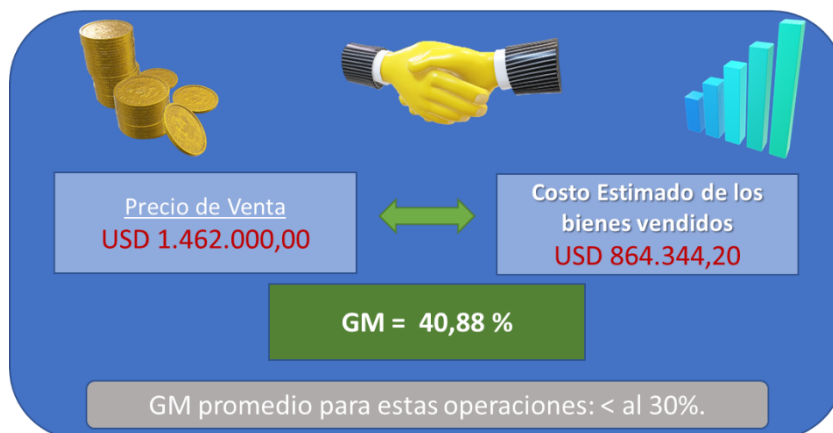 Precio de Venta
USD 1.462.000,00
Costo Estimado de los
bienes vendidos
USD 864.344,20
GM = 40,88 %
GM promedio para estas operaciones: < al 30%.